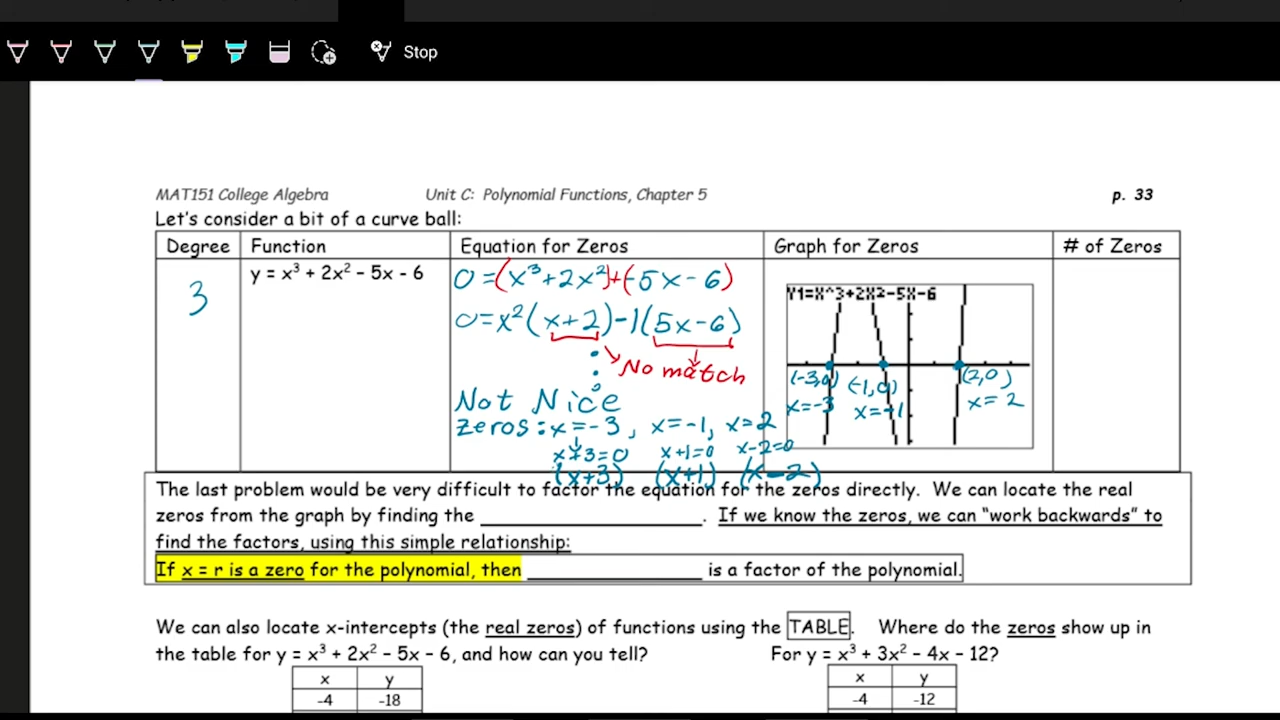 Stop
MAT151 College Algebra Unit C: Polynomial Functions, Chapter 5 p. 33
Let's consider a bit of a curve ball:
Degree Function Equation for Zeros Graph for Zeros # of Zeros
3 y = x³ + 2x² – 5x – 6
0=(x³+2x²)+(-5x-6)
0=x²(x+2)-1(5x-6)
No match
Not Nice
zeros: x=-3, x=-1, x=2
x+3=0 x+1=0 x-2=0
(x+3) (x+1) (x-2)
Y1=X^3+2X²-5X-6
(-3,0) (-1,0) (2,0)
x=-3 x=-1 x=2
The last problem would be very difficult to factor the equation for the zeros directly. We can locate the real
zeros from the graph by finding the ____________________. If we know the zeros, we can "work backwards" to
find the factors, using this simple relationship:
If x = r is a zero for the polynomial, then ________________ is a factor of the polynomial.
We can also locate x-intercepts (the real zeros) of functions using the TABLE. Where do the zeros show up in
the table for y = x³ + 2x² – 5x – 6, and how can you tell? For y = x³ + 3x² – 4x – 12?
x y x y
-4 -18 -4 -12